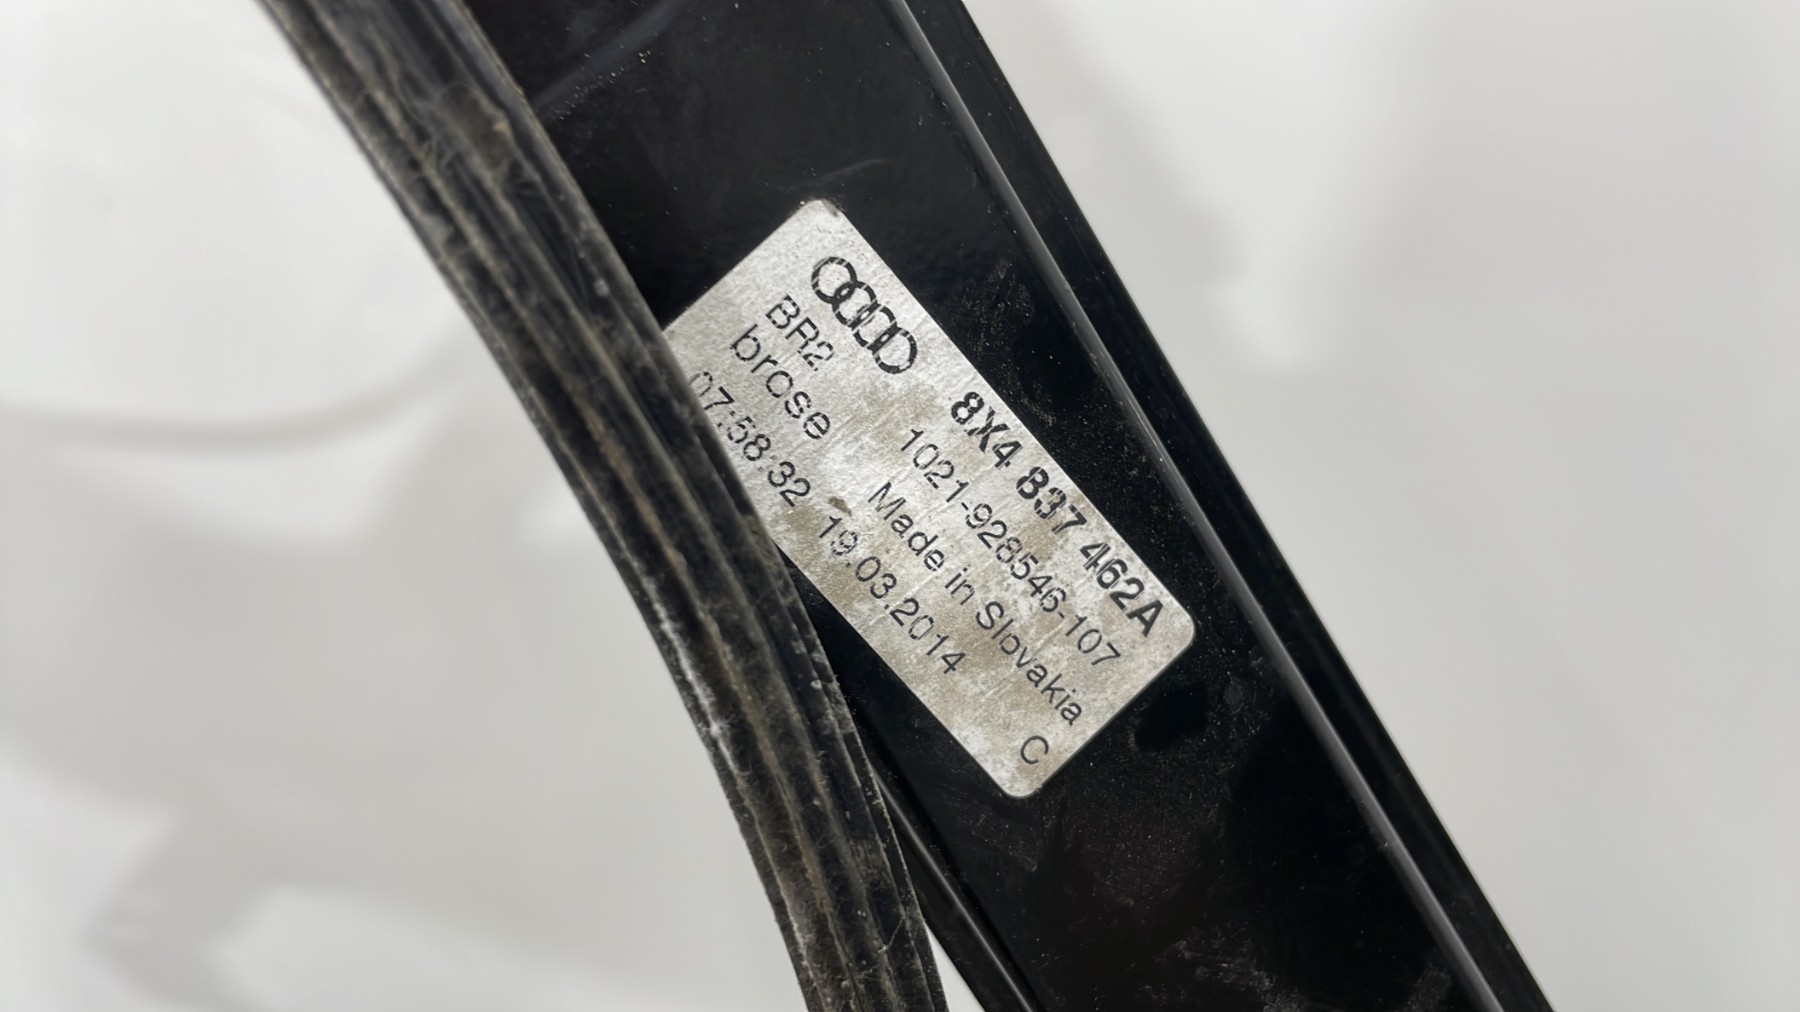 8X4 837 462A
BR2 1021-928546-107
brose Made in Slovakia
07:58:32 19.03.2014 C